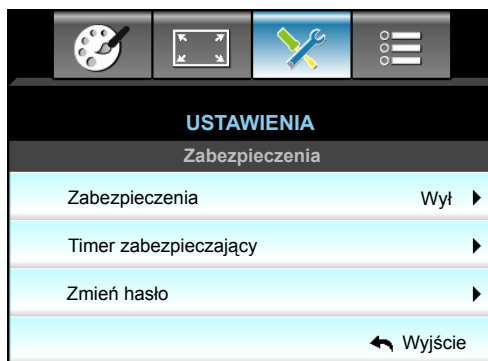 USTAWIENIA
Zabezpieczenia
Zabezpieczenia Wył
Timer zabezpieczający
Zmień hasło
Wyjście